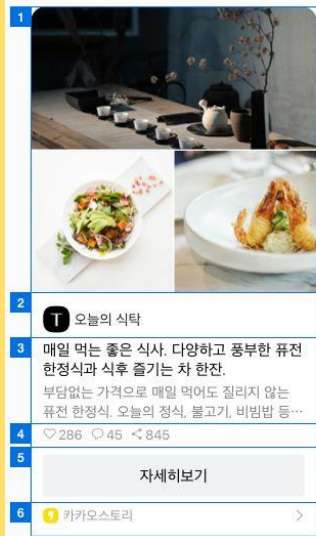 1
2
T 오늘의 식탁
3
매일 먹는 좋은 식사. 다양하고 풍부한 퓨전
한정식과 식후 즐기는 차 한잔.
부담없는 가격으로 매일 먹어도 질리지 않는
퓨전 한정식. 오늘의 정식, 불고기, 비빔밥 등…
4
286 45 845
5
자세히보기
6
카카오스토리